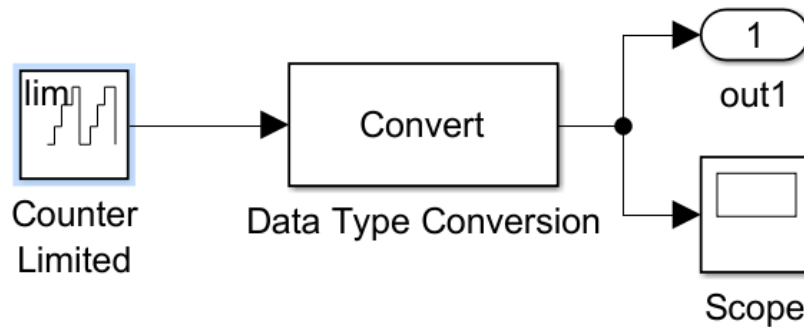 lim
Counter
Limited
Convert
Data Type Conversion
1
out1
Scope